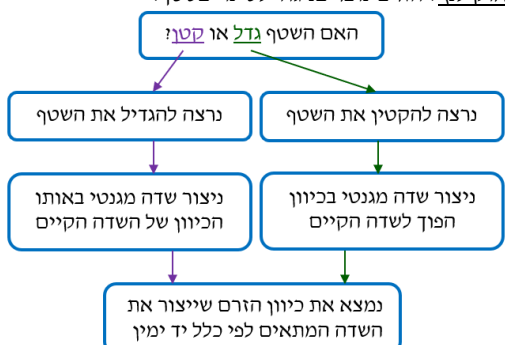 האם השטף גדל או קטן?
נרצה להקטין את השטף
נרצה להגדיל את השטף
ניצור שדה מגנטי בכיוון
הפוך לשדה הקיים
ניצור שדה מגנטי באותו
הכיוון של השדה הקיים
נמצא את כיוון הזרם שייצור את
השדה המתאים לפי כלל יד ימין